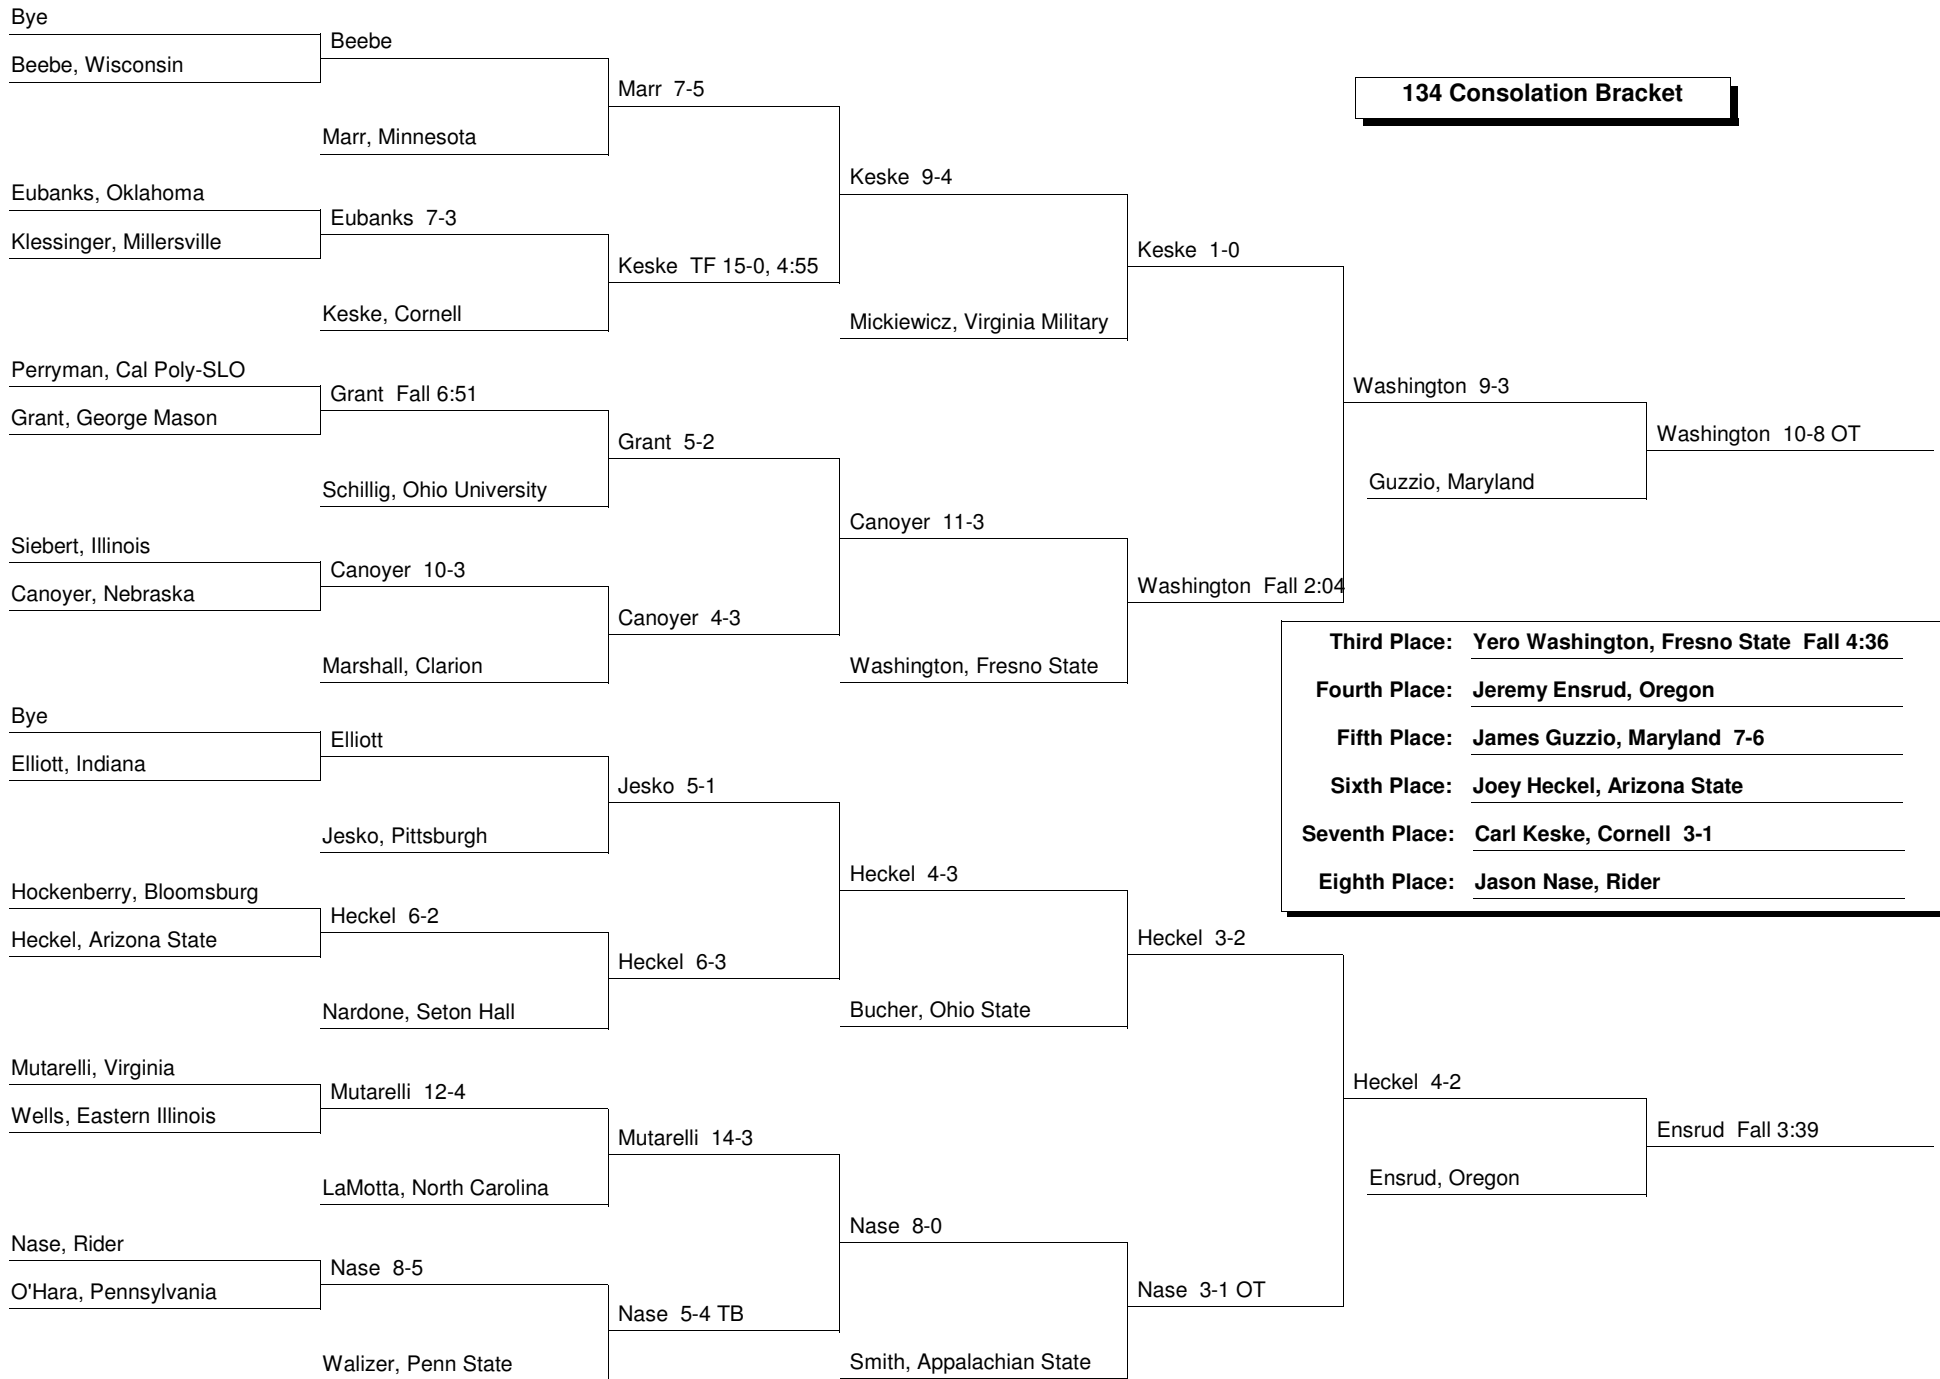 Bye
Beebe, Wisconsin
Eubanks, Oklahoma
Klessinger, Millersville
Perryman, Cal Poly-SLO
Grant, George Mason
Siebert, Illinois
Canoyer, Nebraska
Bye
Elliott, Indiana
Hockenberry, Bloomsburg
Heckel, Arizona State
Mutarelli, Virginia
Wells, Eastern Illinois
Nase, Rider
O'Hara, Pennsylvania
Beebe
Marr, Minnesota
Eubanks 7-3
Keske, Cornell
Grant Fall 6:51
Schillig, Ohio University
Canoyer 10-3
Marshall, Clarion
Elliott
Jesko, Pittsburgh
Heckel 6-2
Nardone, Seton Hall
Mutarelli 12-4
LaMotta, North Carolina
Nase 8-5
Walizer, Penn State
Marr 7-5
Keske TF 15-0, 4:55
Grant 5-2
Canoyer 4-3
Jesko 5-1
Heckel 6-3
Mutarelli 14-3
Nase 5-4 TB
Keske 9-4
Mickiewicz, Virginia Military
Canoyer 11-3
Washington, Fresno State
Heckel 4-3
Bucher, Ohio State
Nase 8-0
Smith, Appalachian State
Keske 1-0
Washington Fall 2:04
Heckel 3-2
Nase 3-1 OT
Washington 9-3
Guzzio, Maryland
Heckel 4-2
Ensrud, Oregon
Washington 10-8 OT
Ensrud Fall 3:39
134 Consolation Bracket
Third Place: Yero Washington, Fresno State Fall 4:36
Fourth Place: Jeremy Ensrud, Oregon
Fifth Place: James Guzzio, Maryland 7-6
Sixth Place: Joey Heckel, Arizona State
Seventh Place: Carl Keske, Cornell 3-1
Eighth Place: Jason Nase, Rider